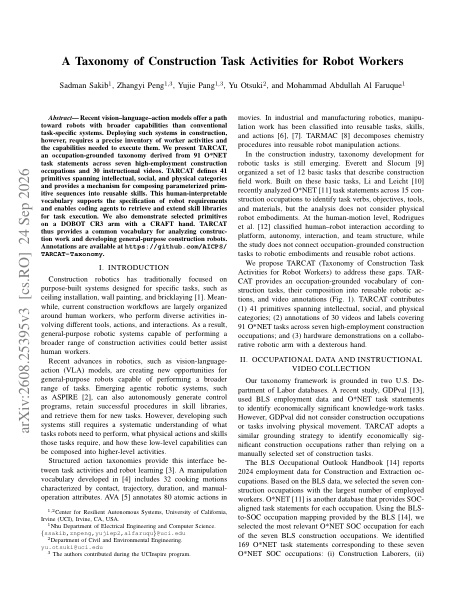 A Taxonomy of Construction Task Activities for Robot Workers
Sadman Sakib¹, Zhangyi Peng¹,³, Yujie Pang¹,³, Yu Otsuki², and Mohammad Abdullah Al Faruque¹
Abstract— Recent vision–language–action models offer a path
toward robots with broader capabilities than conventional
task-specific systems. Deploying such systems in construction,
however, requires a precise inventory of worker activities and
the capabilities needed to execute them. We present TARCAT,
an occupation-grounded taxonomy derived from 91 O*NET
task statements across seven high-employment construction
occupations and 30 instructional videos. TARCAT defines 41
primitives spanning intellectual, social, and physical categories
and provides a mechanism for composing parameterized prim-
itive sequences into reusable skills. This human-interpretable
vocabulary supports the specification of robot requirements
and enables coding agents to retrieve and extend skill libraries
for task execution. We also demonstrate selected primitives
on a DOBOT CR3 arm with a CRAFT hand. TARCAT
thus provides a common vocabulary for analyzing construc-
tion work and developing general-purpose construction robots.
Annotations are available at https://github.com/AICPS/
TARCAT-Taxonomy.
I. INTRODUCTION
Construction robotics has traditionally focused on
purpose-built systems designed for specific tasks, such as
ceiling installation, wall painting, and bricklaying [1]. Mean-
while, current construction workflows are largely organized
around human workers, who perform diverse activities in-
volving different tools, actions, and interactions. As a result,
general-purpose robotic systems capable of performing a
broader range of construction activities could better assist
human workers.
Recent advances in robotics, such as vision-language-
action (VLA) models, are creating new opportunities for
general-purpose robots capable of performing a broader
range of tasks. Emerging agentic robotic systems, such
as ASPIRE [2], can also autonomously generate control
programs, retain successful procedures in skill libraries,
and retrieve them for new tasks. However, developing such
systems still requires a systematic understanding of what
tasks robots need to perform, what physical actions and skills
those tasks require, and how these low-level capabilities can
be composed into higher-level activities.
Structured action taxonomies provide this interface be-
tween task activities and robot learning [3]. A manipulation
vocabulary developed in [4] includes 32 cooking motions
characterized by contact, trajectory, duration, and manual-
operation attributes. AVA [5] annotates 80 atomic actions in
¹,²Center for Resilient Autonomous Systems, University of California,
Irvine (UCI), Irvine, CA, USA.
¹Department of Electrical Engineering and Computer Science.
²Department of Civil and Environmental Engineering.
yu.otsuki@uci.edu
³ The authors contributed during the UCInspire program.
movies. In industrial and manufacturing robotics, manipu-
lation work has been classified into reusable tasks, skills,
and actions [6], [7]. TARMAC [8] decomposes chemistry
procedures into reusable robot manipulation actions.
In the construction industry, taxonomy development for
robotic tasks is still emerging. Everett and Slocum [9]
organized a set of 12 basic tasks that describe construction
field work. Building on these basic tasks, Li and Leicht [10]
recently analyzed O*NET [11] task statements across 15 con-
struction occupations to identify task verbs, objectives, tools,
and materials, but the analysis does not consider physical
robot embodiments. At the human-motion level, Rodrigues
et al. [12] classified human–robot interaction according to
platform, autonomy, interaction, and team structure, while
the study does not connect occupation-grounded construction
tasks to robotic embodiments and reusable robot actions.
We propose TARCAT (Taxonomy of Construction Task
Activities for Robot Workers) to address these gaps. TAR-
CAT provides an occupation-grounded vocabulary of con-
struction tasks, their composition into reusable robotic ac-
tions, and video annotations (Fig. 1). TARCAT contributes
(1) 41 primitives spanning intellectual, social, and physical
categories; (2) annotations of 30 videos and labels covering
91 O*NET tasks across seven high-employment construction
occupations; and (3) hardware demonstrations on a collabo-
rative robotic arm with a dexterous hand.
II. OCCUPATIONAL DATA AND INSTRUCTIONAL
VIDEO COLLECTION
Our taxonomy framework is grounded in two U.S. De-
partment of Labor databases. A recent study, GDPval [13],
used BLS employment data and O*NET task statements
to identify economically significant knowledge-work tasks.
However, GDPval did not consider construction occupations
or tasks involving physical movement. TARCAT adopts a
similar grounding strategy to identify economically sig-
nificant construction tasks rather than relying on a
manually selected set of construction tasks.
The BLS Occupational Outlook Handbook [14] reports
2024 employment data for Construction and Extraction oc-
cupations. Based on the BLS data, we selected the seven con-
struction occupations with the largest number of employed
workers. O*NET [11] is another database that provides SOC-
aligned task statements for each occupation. Using the BLS-
to-SOC occupation mapping provided by the BLS [14], we
selected the most relevant O*NET SOC occupation for each
of the seven BLS construction occupations. We identified
169 O*NET task statements corresponding to these seven
O*NET SOC occupations: (i) Construction Laborers, (ii)
arXiv:2608.25395v3 [cs.RO] 24 Sep 2026